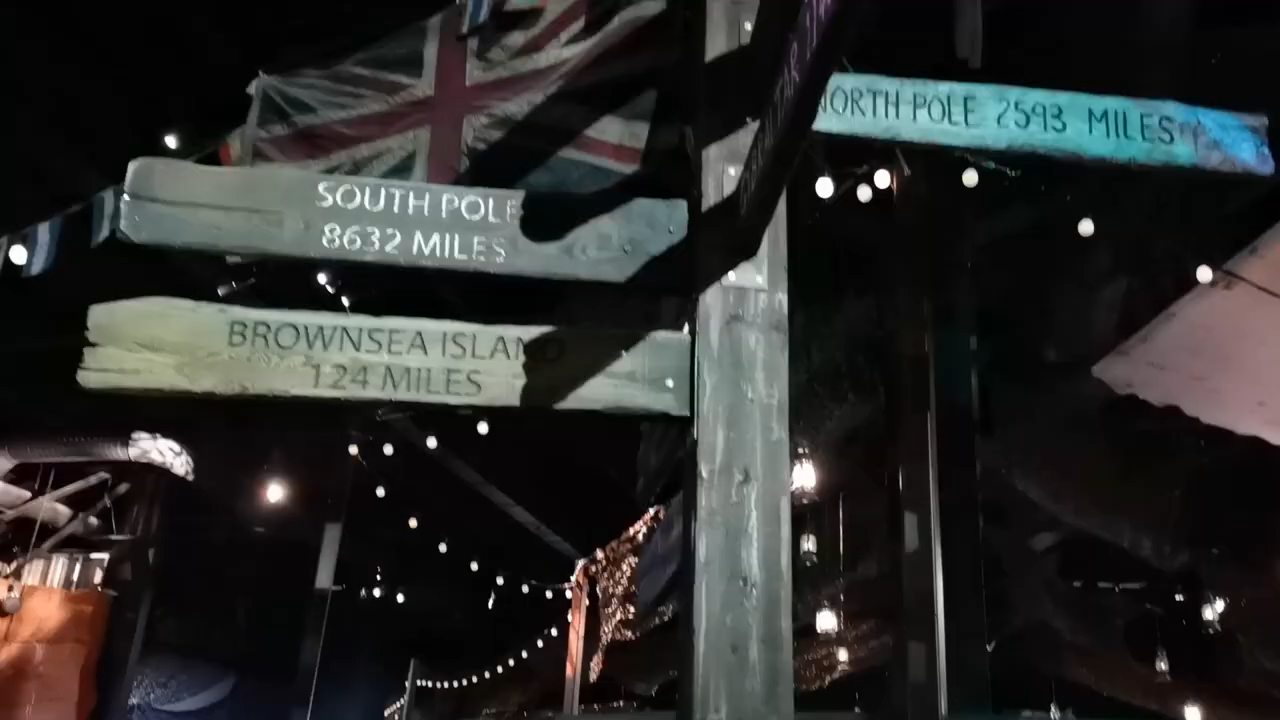 NORTH POLE 2593 MILES
SOUTH POLE
8632 MILES
BROWNSEA ISLAND
124 MILES